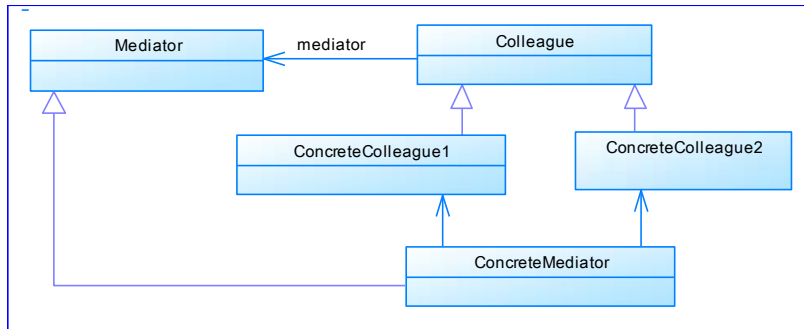 Mediator
mediator
Colleague
ConcreteColleague1
ConcreteColleague2
ConcreteMediator